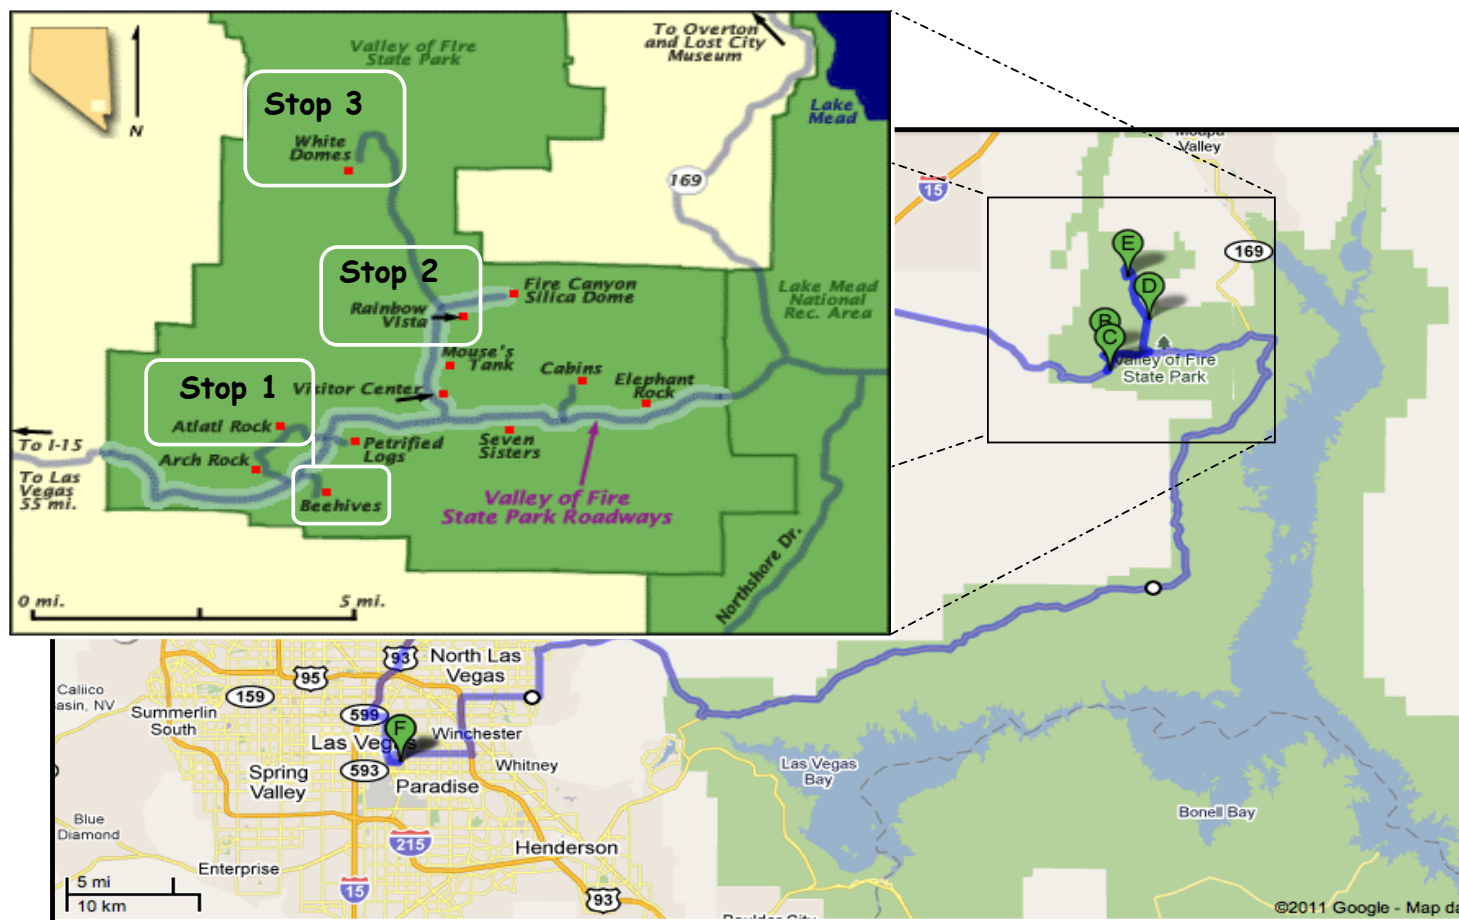 Valley of Fire
State Park
To Overton
and Lost City
Museum
Stop 3
N
White
Domes
Lake
Mead
169
Stop 2
Fire Canyon
Silica Dome
Rainbow
Vista
Lake Mead
National
Rec. Area
Mouse's
Tank
Cabins
Elephant
Rock
Stop 1
Visitor Center
Atlatl Rock
Petrified
Logs
Seven
Sisters
To I-15
Arch Rock
To Las
Vegas
55 mi.
Beehives
Valley of Fire
State Park Roadways
Northshore Dr.
0 mi.
5 mi.
Moapa
Valley
15
169
E
D
B
C
Valley of Fire
State Park
93
North Las
Vegas
95
159
Summerlin
South
599
F
Las Vegas
Winchester
593
Whitney
Spring
Valley
Paradise
Las Vegas
Bay
Bonell Bay
Blue
Diamond
215
Henderson
Enterprise
15
93
5 mi
10 km
Boulder City
©2011 Google - Map da